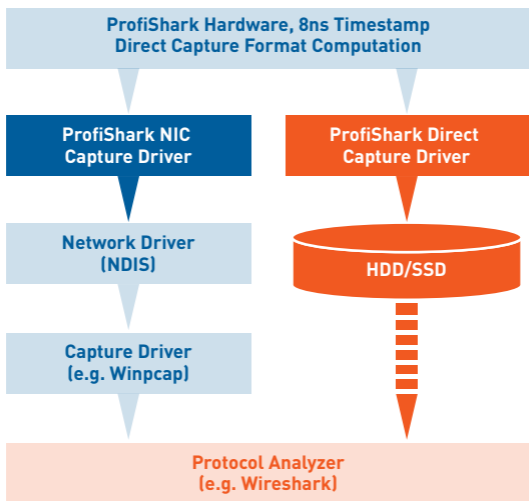 ProfiShark Hardware, 8ns Timestamp
Direct Capture Format Computation
ProfiShark NIC
Capture Driver
ProfiShark Direct
Capture Driver
Network Driver
(NDIS)
HDD/SSD
Capture Driver
(e.g. Winpcap)
Protocol Analyzer
(e.g. Wireshark)